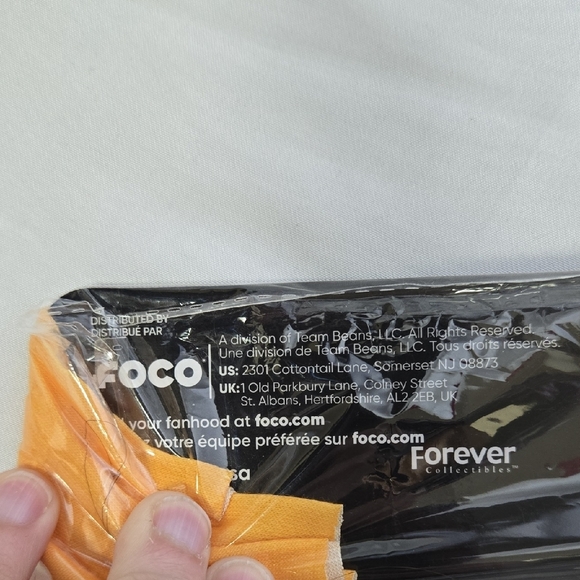 DISTRIBUTED BY
DISTRIBUÉ PAR
FOCO
A division of Team Beans, LLC. All Rights Reserved.
Une division de Team Beans, LLC. Tous droits réservés.
US: 2301 Cottontail Lane, Somerset NJ 08873
UK: 1 Old Parkbury Lane, Colney Street
St. Albans, Hertfordshire, AL2 2EB, UK
your fanhood at foco.com
votre équipe préférée sur foco.com
Forever
Collectibles™